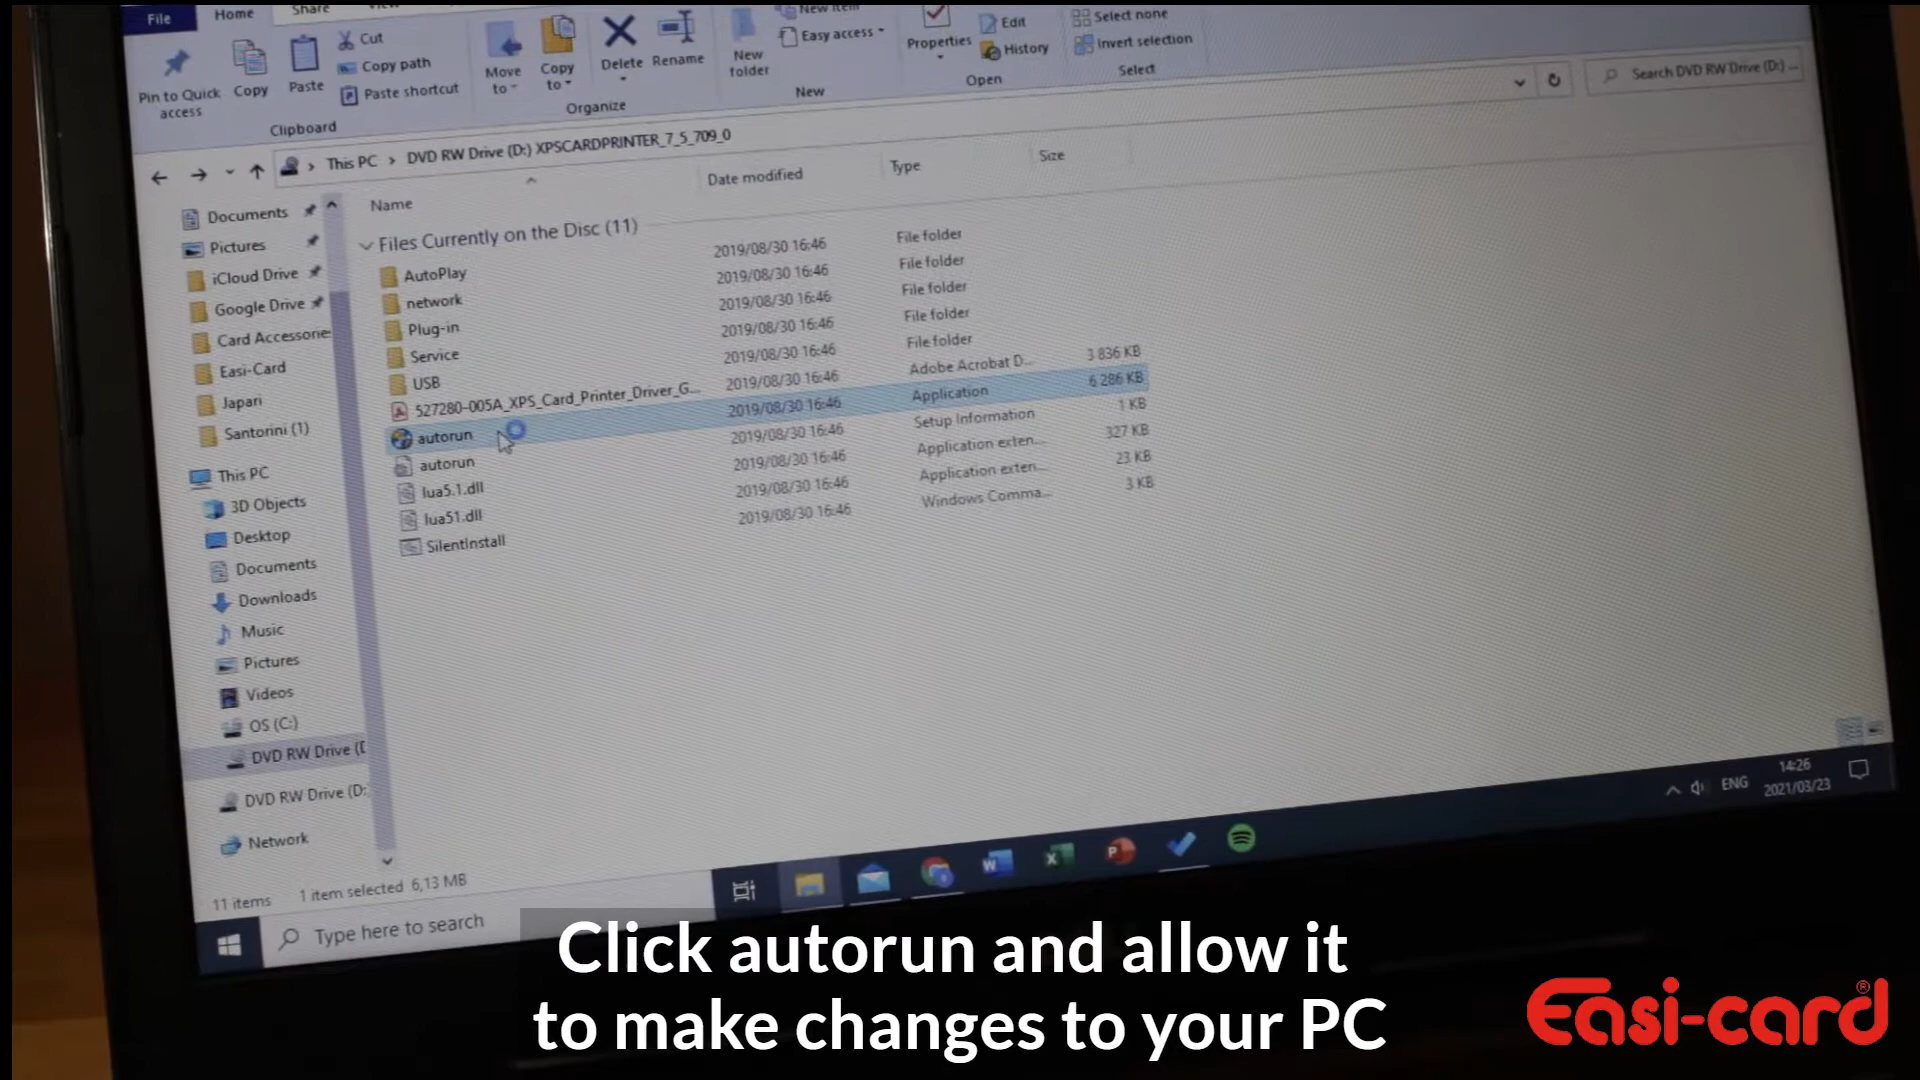 File Home Share
Pin to Quick access
Copy
Paste
Cut
Copy path
Paste shortcut
Clipboard
Move to
Copy to
Delete
Rename
Organize
New folder
New item
Easy access
New
Properties
Edit
History
Open
Select none
Invert selection
Select
This PC > DVD RW Drive (D:) XPSCARDPRINTER_7_5_709_0
Search DVD RW Drive (D:) ...
Name Date modified Type Size
Files Currently on the Disc (11)
AutoPlay 2019/08/30 16:46 File folder
network 2019/08/30 16:46 File folder
Plug-in 2019/08/30 16:46 File folder
Service 2019/08/30 16:46 File folder
USB 2019/08/30 16:46 File folder
527280-005A_XPS_Card_Printer_Driver_G... 2019/08/30 16:46 Adobe Acrobat D... 3 836 KB
autorun 2019/08/30 16:46 Application 6 286 KB
autorun 2019/08/30 16:46 Setup Information 1 KB
lua5.1.dll 2019/08/30 16:46 Application exten... 327 KB
lua51.dll 2019/08/30 16:46 Application exten... 23 KB
SilentInstall 2019/08/30 16:46 Windows Comma... 3 KB
Documents
Pictures
iCloud Drive
Google Drive
Card Accessorie
Easi-Card
Japari
Santorini (1)
This PC
3D Objects
Desktop
Documents
Downloads
Music
Pictures
Videos
OS (C:)
DVD RW Drive (D
DVD RW Drive (D:
Network
11 items 1 item selected 6,13 MB
Type here to search
ENG
14:26
2021/03/23
Click autorun and allow it
to make changes to your PC
Easi-card®